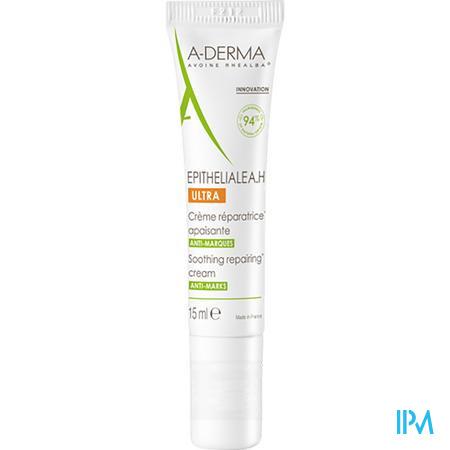 A-DERMA
AVOINE RHEALBA
INNOVATION
94%
EPITHELIALE A.H
ULTRA
Crème réparatrice
apaisante
ANTI-MARQUES
Soothing repairing
cream
ANTI-MARKS
15 ml e
Made in France
IPM